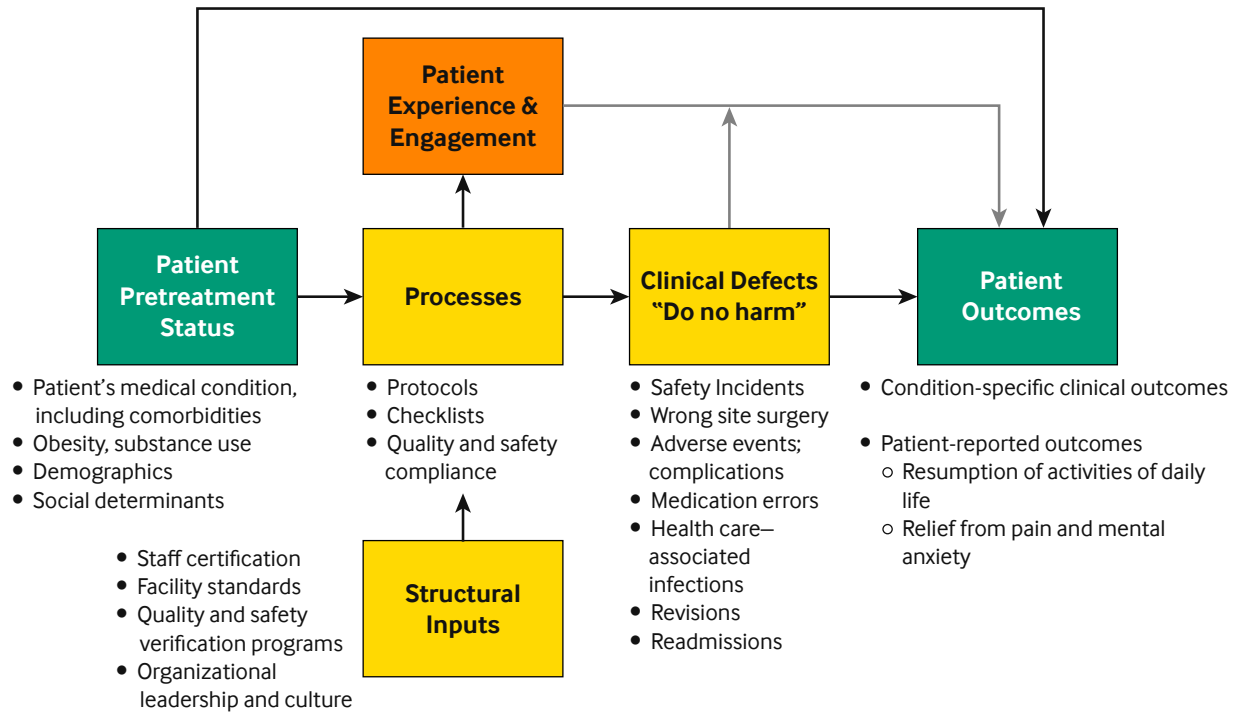 Patient
Experience &
Engagement
Patient
Pretreatment
Status
Processes
Clinical Defects
“Do no harm”
Patient
Outcomes
• Patient’s medical condition,
including comorbidities
• Obesity, substance use
• Demographics
• Social determinants
• Protocols
• Checklists
• Quality and safety
compliance
• Safety Incidents
• Wrong site surgery
• Adverse events;
complications
• Medication errors
• Health care–
associated
infections
• Revisions
• Readmissions
• Condition-specific clinical outcomes
• Patient-reported outcomes
○ Resumption of activities of daily
life
○ Relief from pain and mental
anxiety
• Staff certification
• Facility standards
• Quality and safety
verification programs
• Organizational
leadership and culture
Structural
Inputs